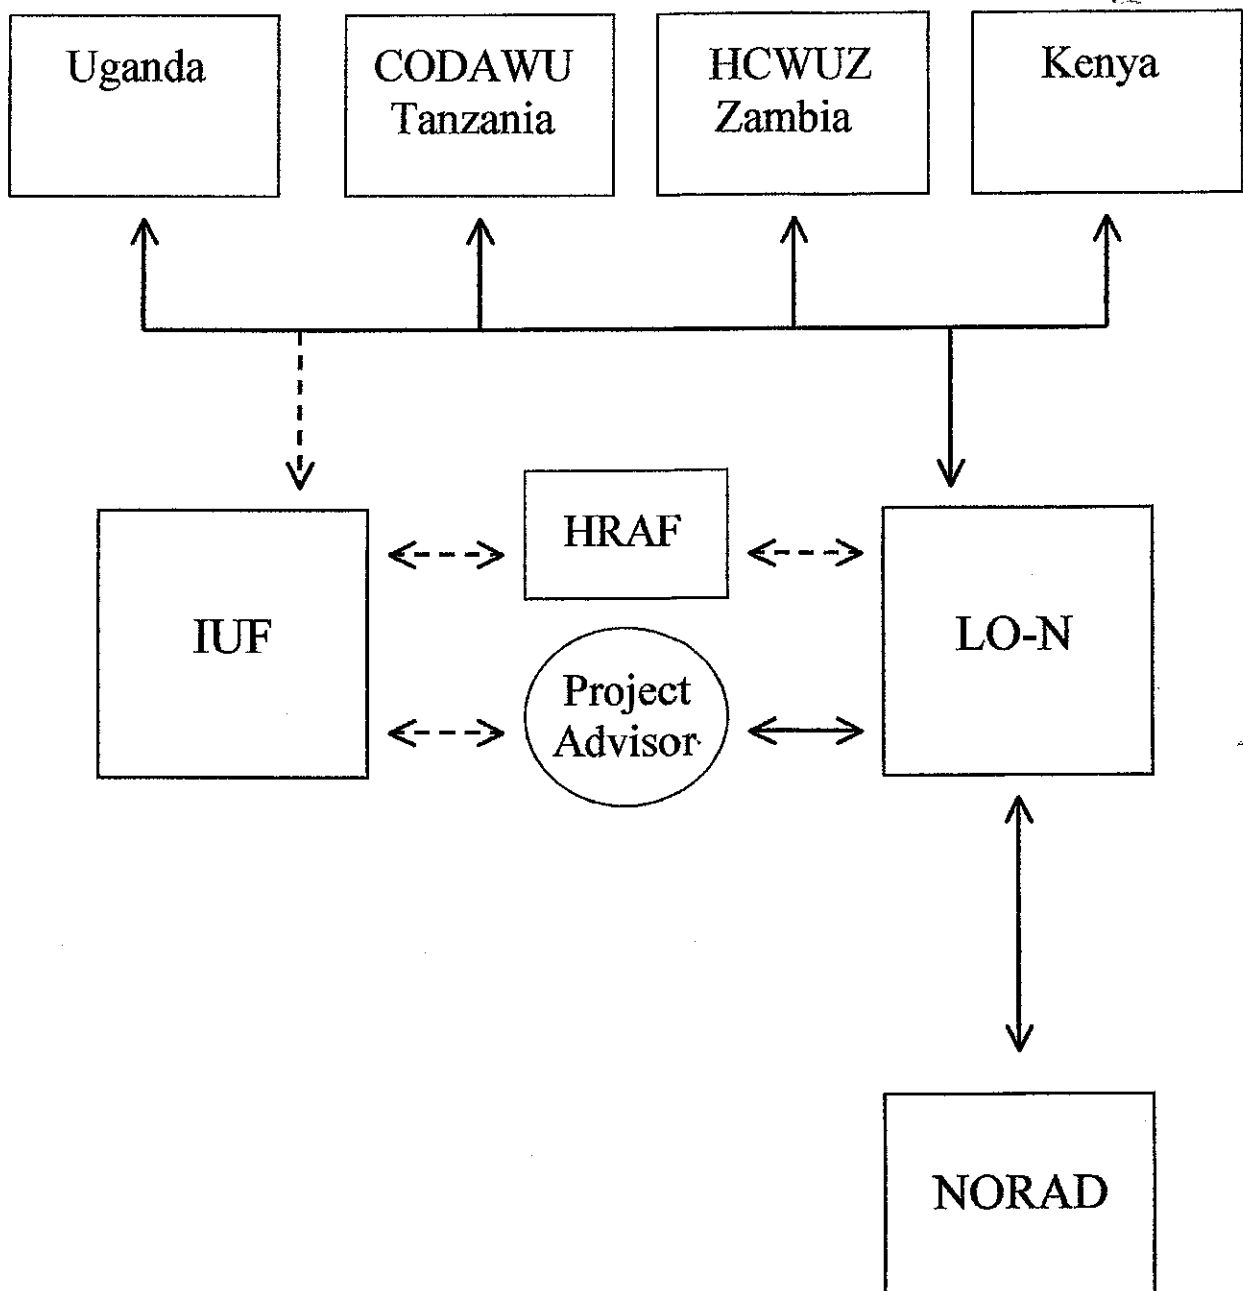 Uganda
CODAWU
Tanzania
HCWUZ
Zambia
Kenya
HRAF
IUF
LO-N
Project
Advisor
NORAD